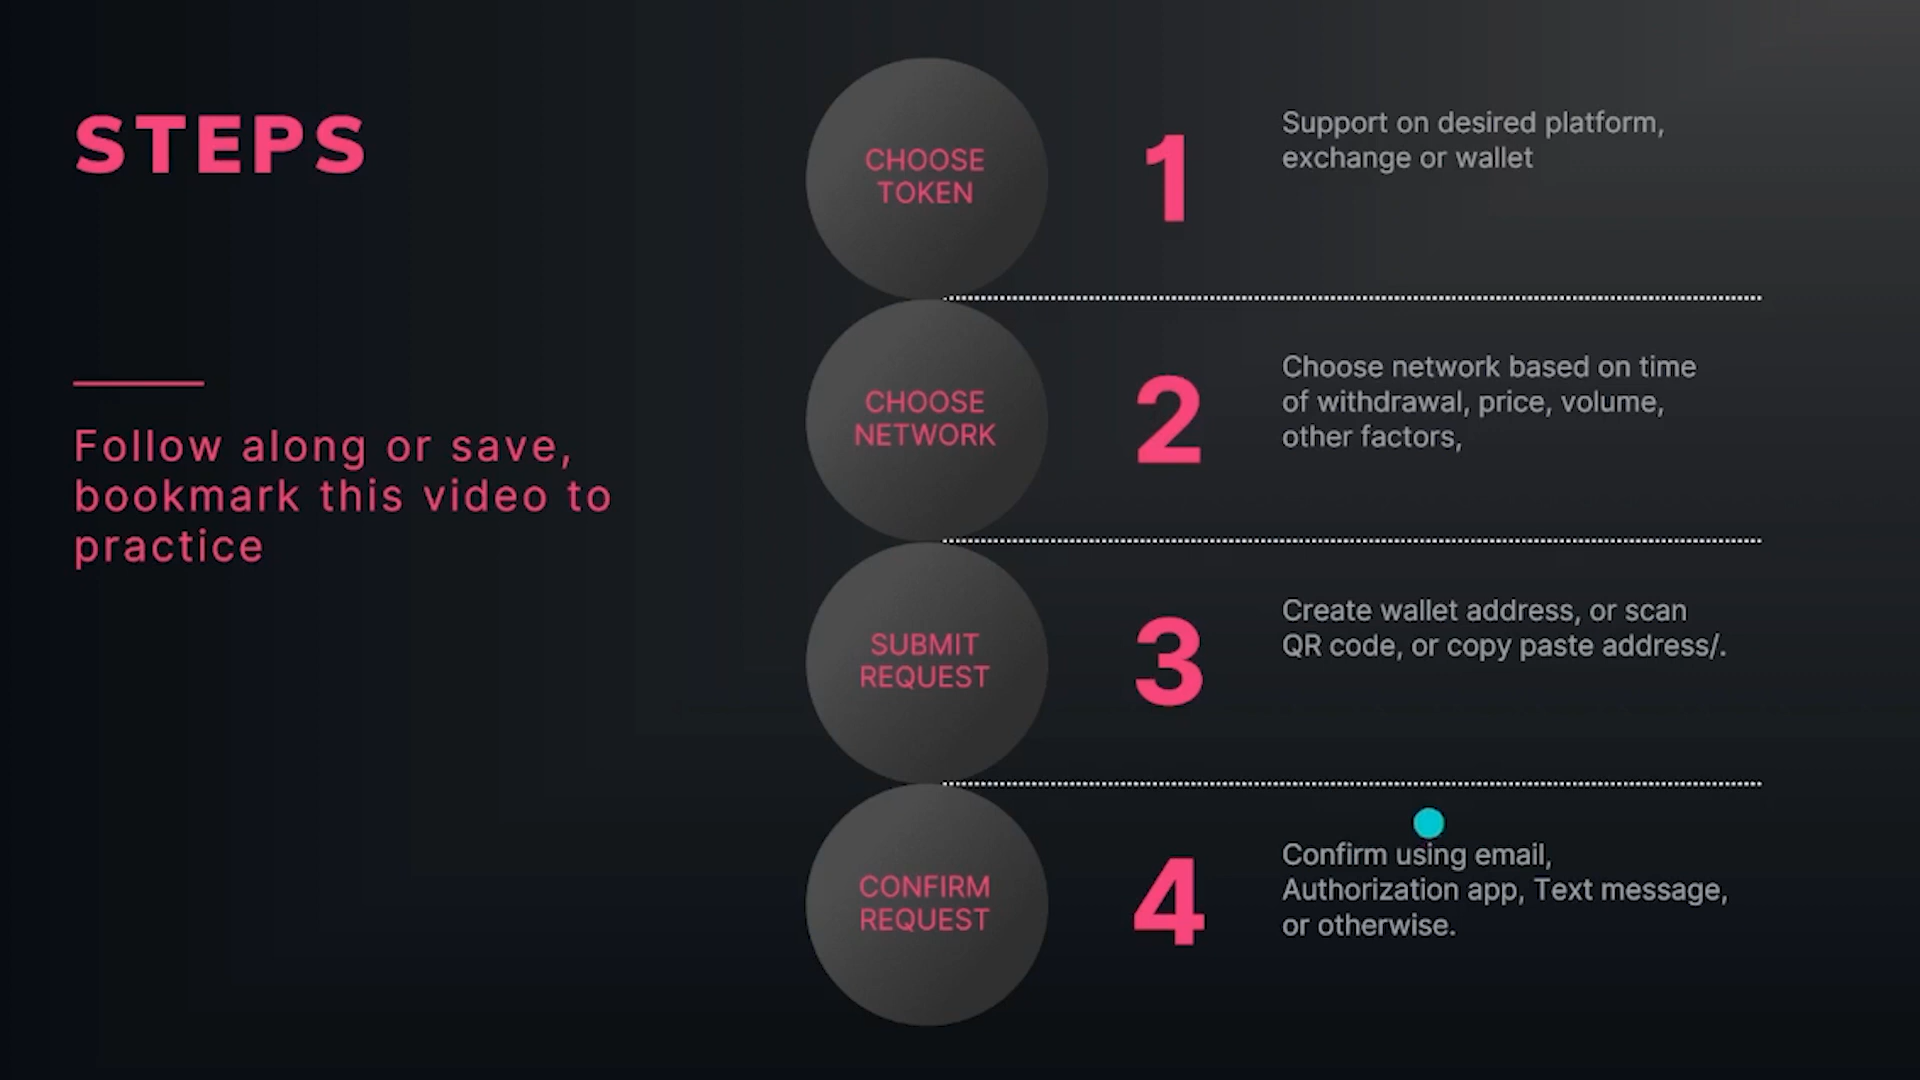 STEPS
Follow along or save,
bookmark this video to
practice
CHOOSE
TOKEN
1
Support on desired platform,
exchange or wallet
CHOOSE
NETWORK
2
Choose network based on time
of withdrawal, price, volume,
other factors,
SUBMIT
REQUEST
3
Create wallet address, or scan
QR code, or copy paste address/.
CONFIRM
REQUEST
4
Confirm using email,
Authorization app, Text message,
or otherwise.